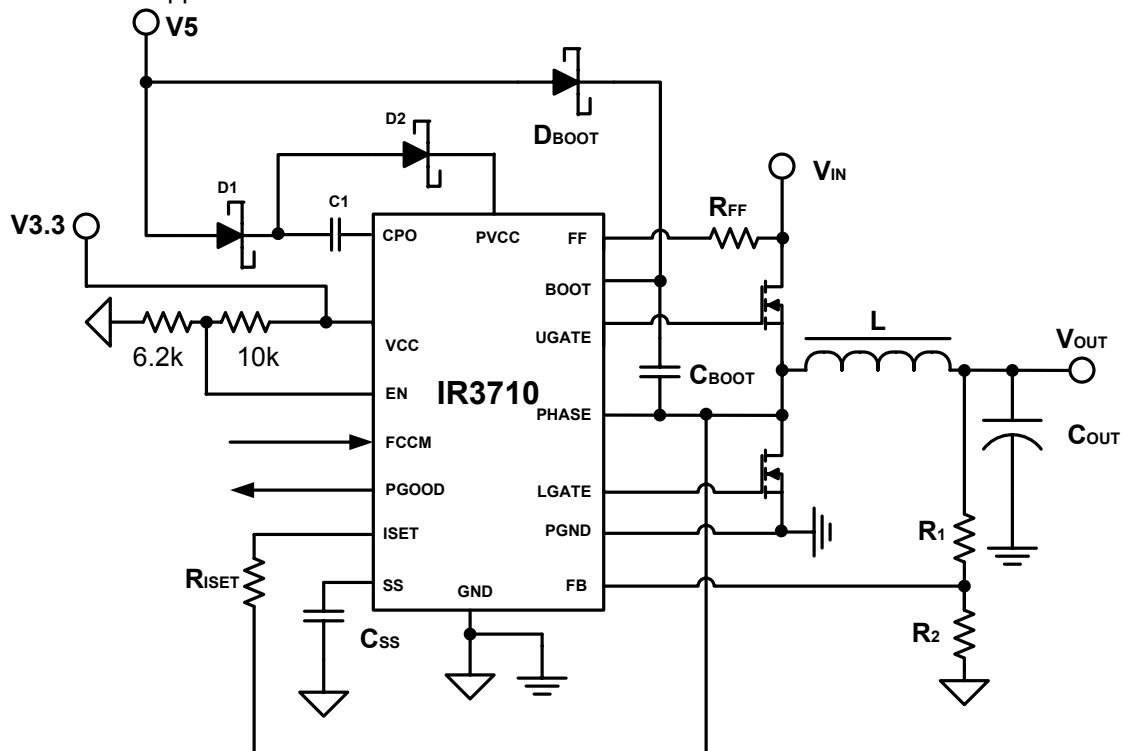 V5
DBOOT
D2
VIN
D1
C1
V3.3
RFF
CPO
PVCC
FF
BOOT
UGATE
L
VOUT
6.2k
10k
VCC
CBOOT
EN
IR3710
PHASE
COUT
FCCM
PGOOD
LGATE
ISET
PGND
R1
RISET
SS
GND
FB
CSS
R2